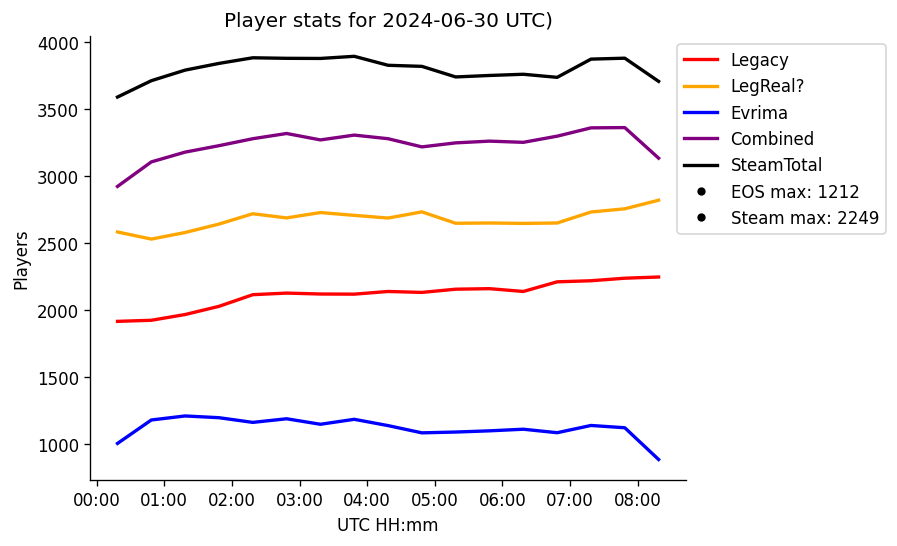 Player stats for 2024-06-30 UTC)
4000
3500
3000
2500
2000
1500
1000
Players
00:00 01:00 02:00 03:00 04:00 05:00 06:00 07:00 08:00
UTC HH:mm
Legacy
LegReal?
Evrima
Combined
SteamTotal
EOS max: 1212
Steam max: 2249